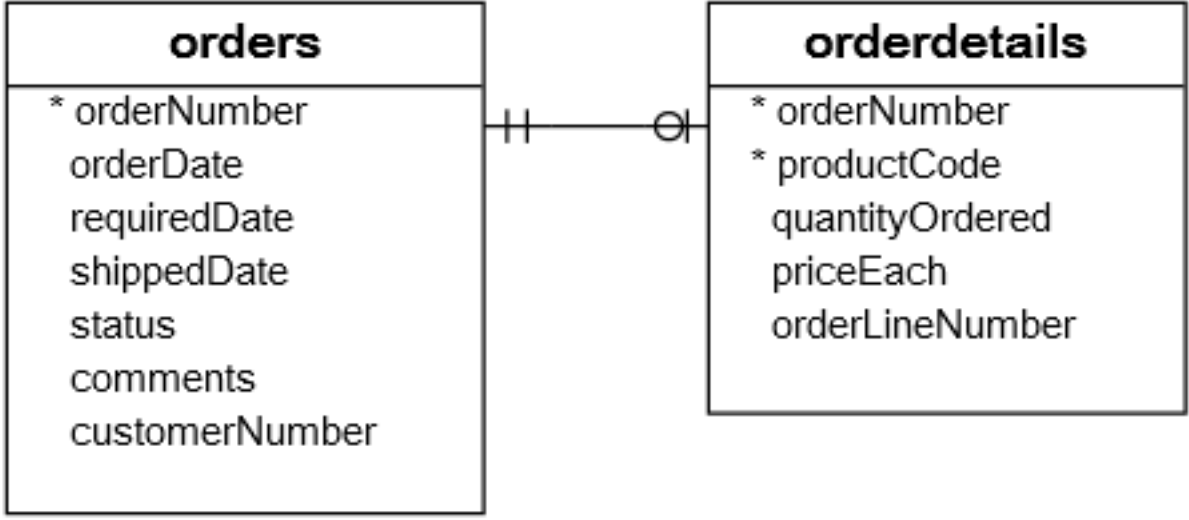 orders
* orderNumber
orderDate
requiredDate
shippedDate
status
comments
customerNumber
orderdetails
* orderNumber
* productCode
quantityOrdered
priceEach
orderLineNumber